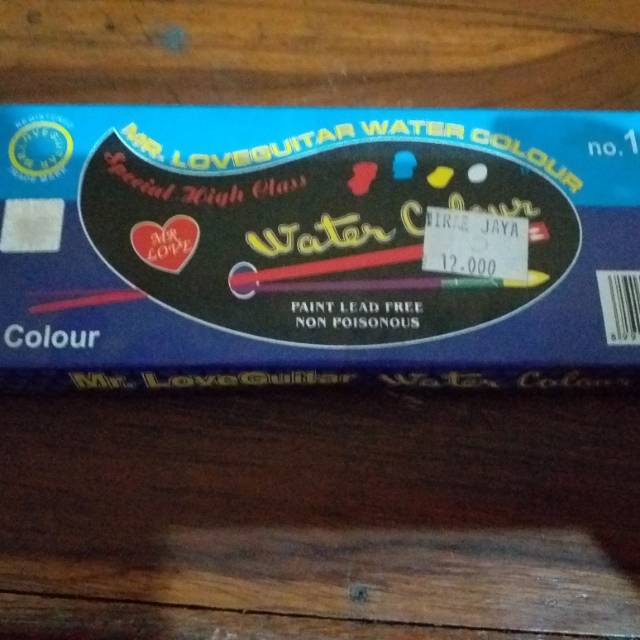 MR. LOVEGUITAR WATER COLOUR
no.1
Special High Class
MR
LOVE
Water Colour
JAYA
12.000
PAINT LEAD FREE
NON POISONOUS
Colour
Mr. LoveGuitar Water Colour